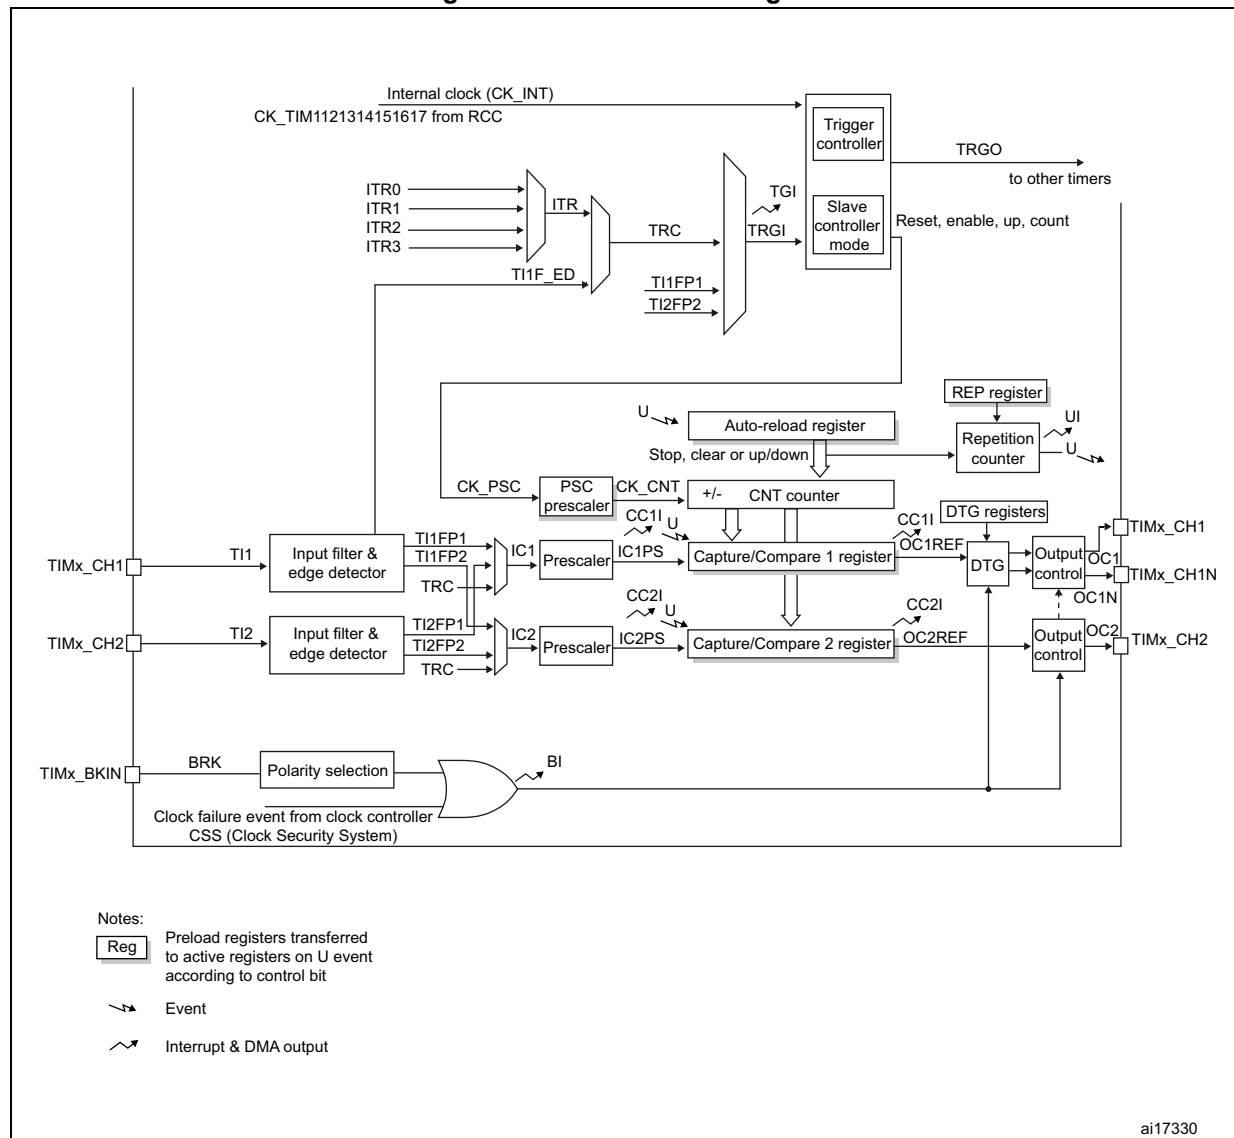 Internal clock (CK_INT)
CK_TIM1121314151617 from RCC
Trigger
controller
TRGO
to other timers
ITR0
ITR1
ITR2
ITR3
ITR
TRC
TGI
TRGI
Slave
controller
mode
Reset, enable, up, count
TI1F_ED
TI1FP1
TI2FP2
REP register
U
Auto-reload register
UI
Repetition
counter
U
Stop, clear or up/down
CK_PSC
PSC
prescaler
CK_CNT
+/-
CNT counter
DTG registers
TIMx_CH1
TI1
Input filter &
edge detector
TI1FP1
TI1FP2
TRC
IC1
Prescaler
IC1PS
CC1I
U
Capture/Compare 1 register
CC1I
OC1REF
DTG
Output
control
OC1
OC1N
TIMx_CH1
TIMx_CH1N
TIMx_CH2
TI2
Input filter &
edge detector
TI2FP1
TI2FP2
TRC
IC2
Prescaler
IC2PS
CC2I
U
Capture/Compare 2 register
CC2I
OC2REF
Output
control
OC2
TIMx_CH2
TIMx_BKIN
BRK
Polarity selection
BI
Clock failure event from clock controller
CSS (Clock Security System)
Notes:
Reg
Preload registers transferred
to active registers on U event
according to control bit
Event
Interrupt & DMA output
ai17330